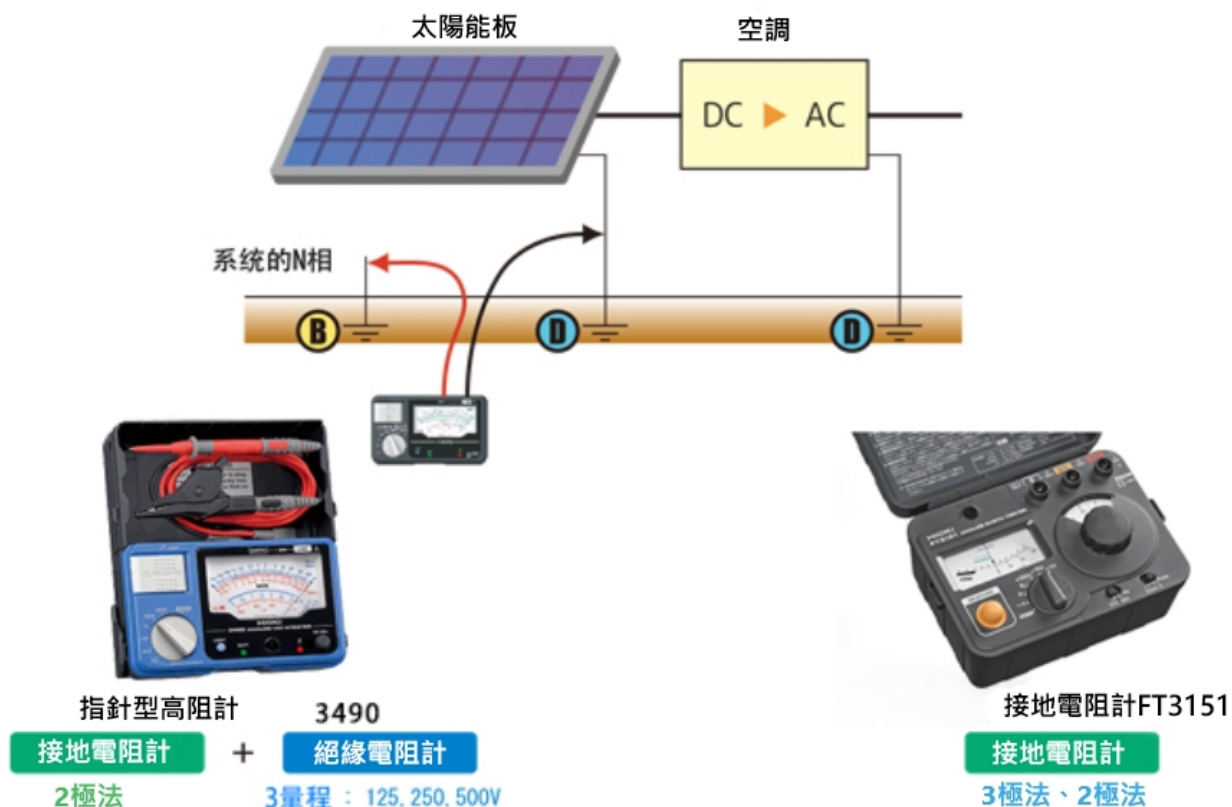 太陽能板
空調
DC ▶ AC
系统的N相
B
D
D
指針型高阻計 3490
接地電阻計 + 絕緣電阻計
2極法
3量程：125, 250, 500V
接地電阻計FT3151
接地電阻計
3極法、2極法